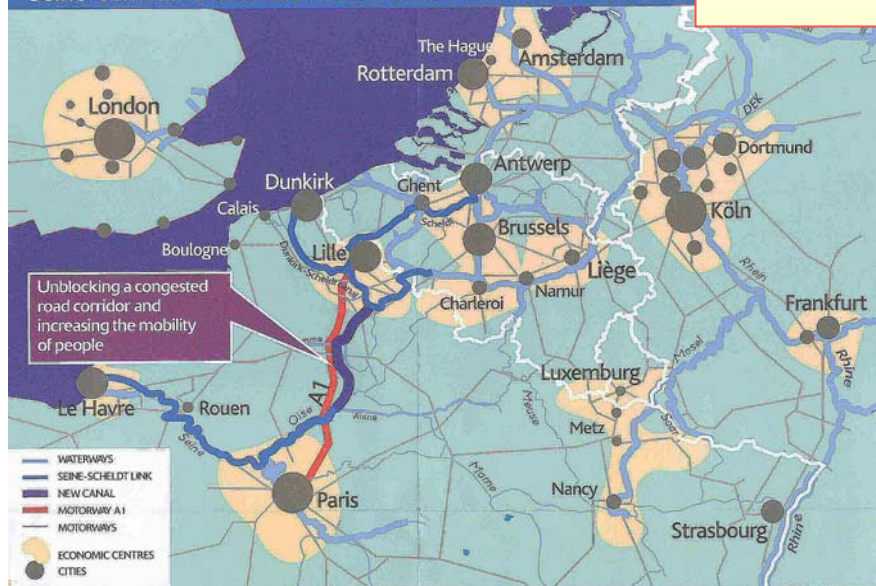 The Hague
Amsterdam
Rotterdam
London
DEK
Dortmund
Antwerp
Dunkirk
Ghent
Calais
Scheldt
Köln
Brussels
Boulogne
Lille
Dunkirk-Scheldt canal
Liège
Rhein
Unblocking a congested
road corridor and
increasing the mobility
of people
Charleroi
Namur
Frankfurt
Mosel
Rhine
Luxemburg
A1
Le Havre
Rouen
Oise
Aisne
Meuse
Metz
Saar
Seine
Marne
WATERWAYS
SEINE-SCHELDT LINK
NEW CANAL
MOTORWAY A1
MOTORWAYS
ECONOMIC CENTRES
CITIES
Paris
Nancy
Strasbourg
Rhine